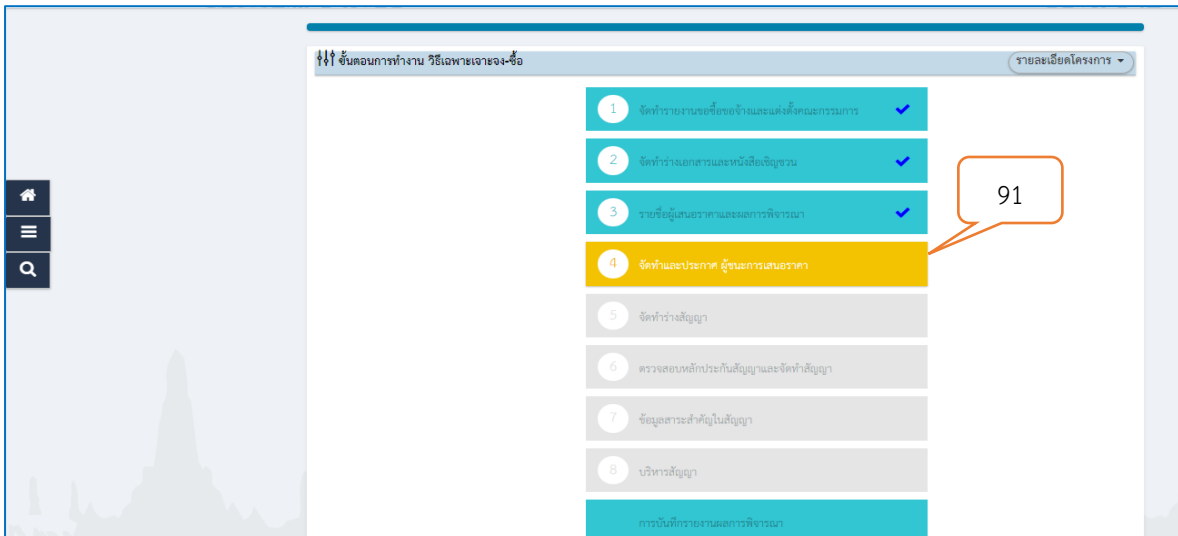 ขั้นตอนการทำงาน วิธีเฉพาะเจาะจง-ซื้อ
รายละเอียดโครงการ
1 จัดทำรายงานขอซื้อขอจ้างและแต่งตั้งคณะกรรมการ
2 จัดทำร่างเอกสารและหนังสือเชิญชวน
3 รายชื่อผู้เสนอราคาและผลการพิจารณา
91
4 จัดทำและประกาศ ผู้ชนะการเสนอราคา
5 จัดทำร่างสัญญา
6 ตรวจสอบหลักประกันสัญญาและจัดทำสัญญา
7 ข้อมูลสาระสำคัญในสัญญา
8 บริหารสัญญา
การบันทึกรายงานผลการพิจารณา